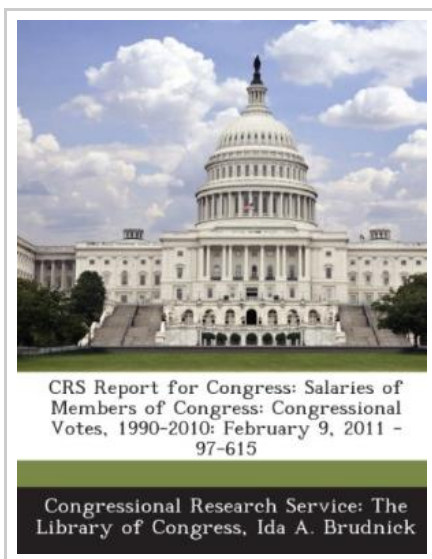 CRS Report for Congress: Salaries of
Members of Congress: Congressional
Votes, 1990-2010: February 9, 2011 -
97-615
Congressional Research Service: The
Library of Congress, Ida A. Brudnick